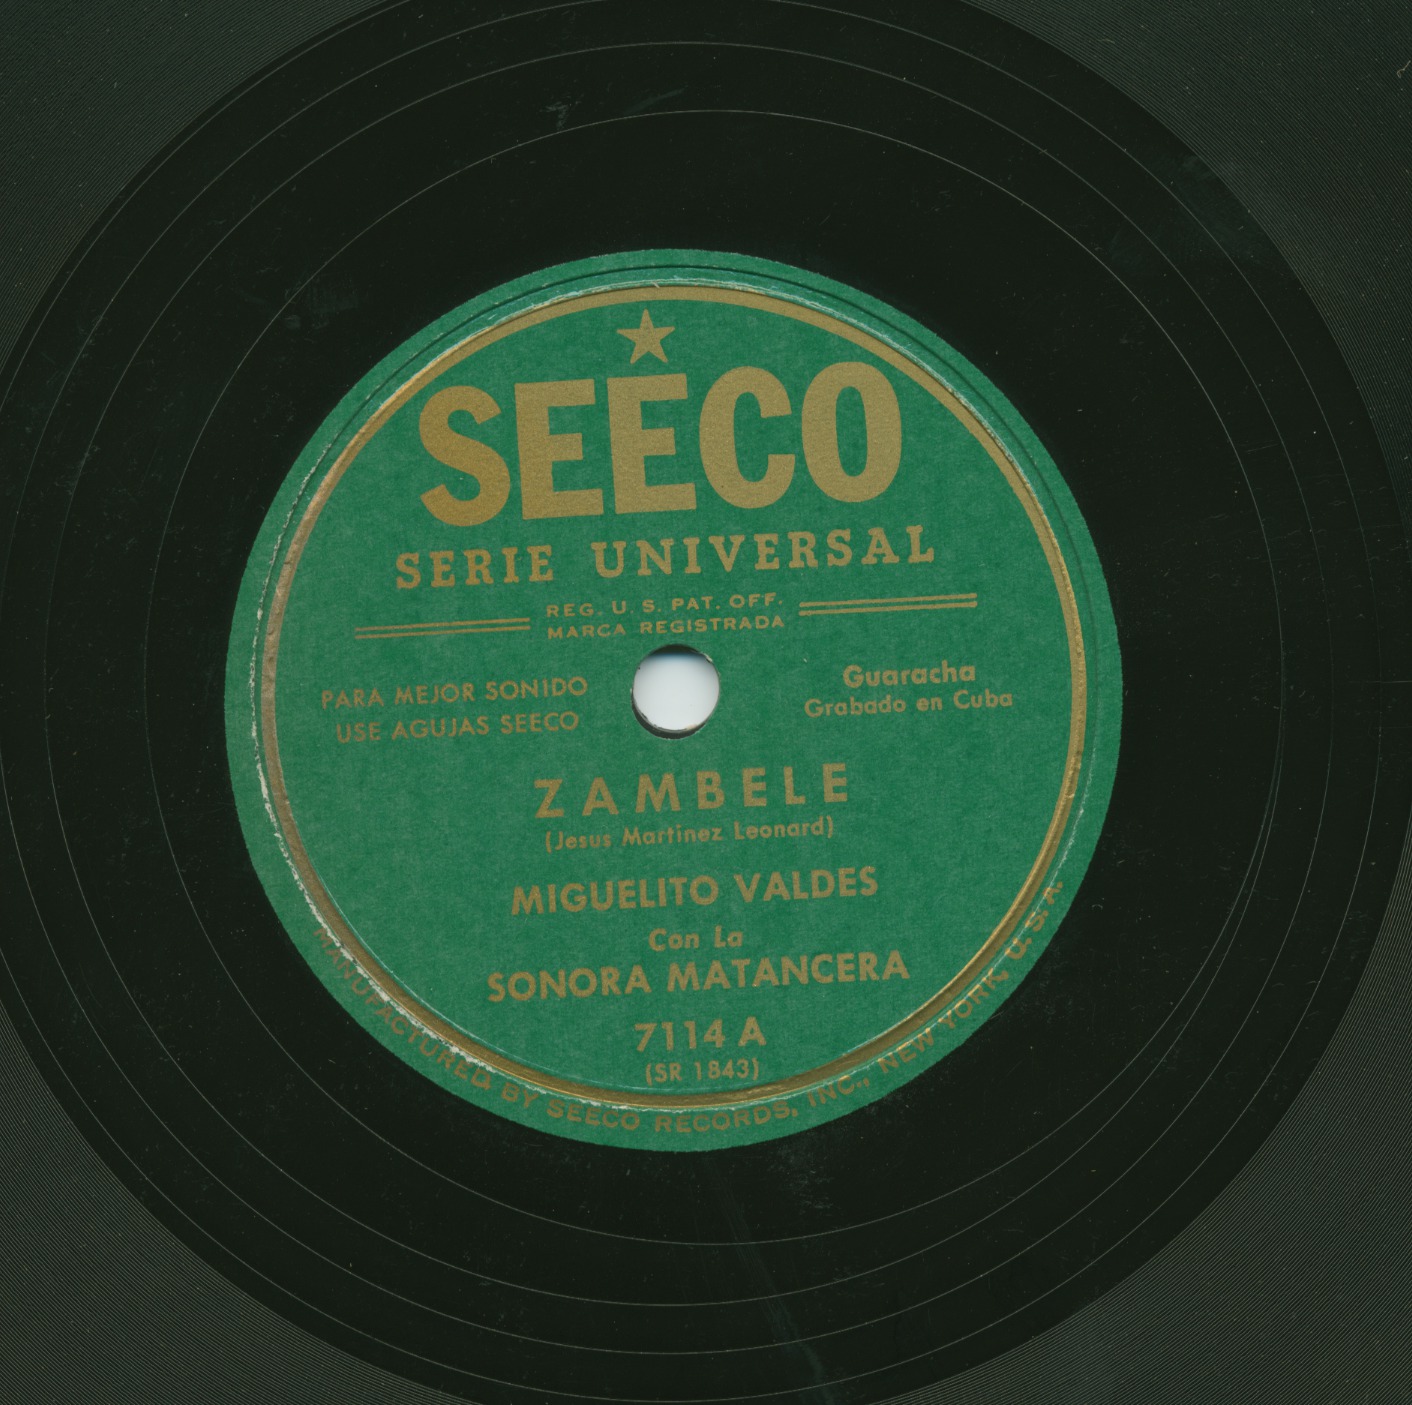 SEECO
SERIE UNIVERSAL
REG. U. S. PAT. OFF.
MARCA REGISTRADA
PARA MEJOR SONIDO
USE AGUJAS SEECO
Guaracha
Grabado en Cuba
ZAMBELE
(Jesus Martinez Leonard)
MIGUELITO VALDES
Con La
SONORA MATANCERA
7114 A
(SR 1843)
MANUFACTURED BY SEECO RECORDS, INC., NEW YORK, U. S. A.